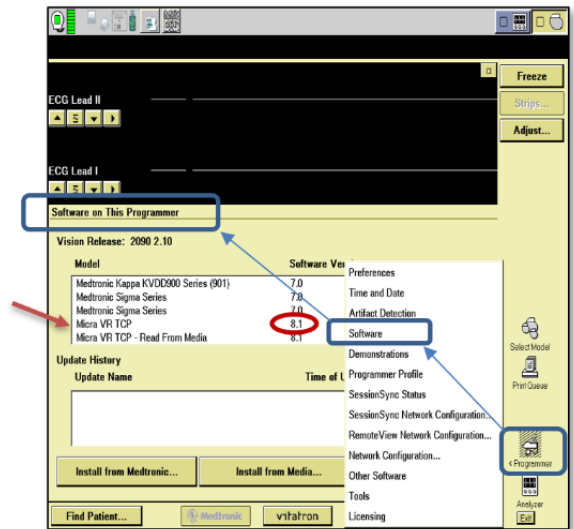 Freeze
Strips...
Adjust...
ECG Lead II
ECG Lead I
Software on This Programmer
Vision Release: 2090 2.10
Model Software Ver
Medtronic Kappa KVDD900 Series (901) 7.0
Medtronic Sigma Series 7.0
Medtronic Sigma Series 7.0
Micra VR TCP 8.1
Micra VR TCP - Read From Media 8.1
Update History
Update Name Time of U
Install from Medtronic...
Install from Media...
Preferences
Time and Date
Artifact Detection
Software
Demonstrations
Programmer Profile
SessionSync Status
SessionSync Network Configuration...
RemoteView Network Configuration...
Network Configuration...
Other Software
Tools
Licensing
Select Model
Print Queue
< Programmer
Analyzer
Exit
Find Patient...
Medtronic
vitatron